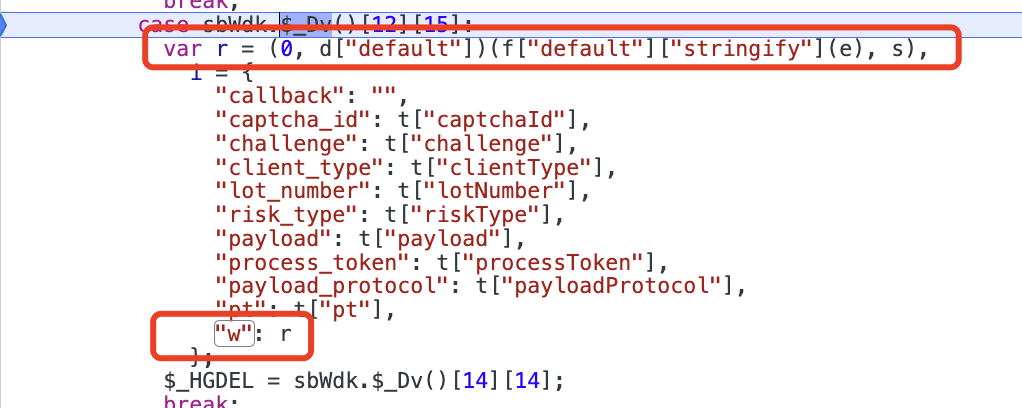 break;
case sbWdk.$_Dv()[12][15]:
var r = (0, d["default"])(f["default"]["stringify"](e), s),
i = {
"callback": "",
"captcha_id": t["captchaId"],
"challenge": t["challenge"],
"client_type": t["clientType"],
"lot_number": t["lotNumber"],
"risk_type": t["riskType"],
"payload": t["payload"],
"process_token": t["processToken"],
"payload_protocol": t["payloadProtocol"],
"pt": t["pt"],
"w": r
};
$_HGDEL = sbWdk.$_Dv()[14][14];
break;